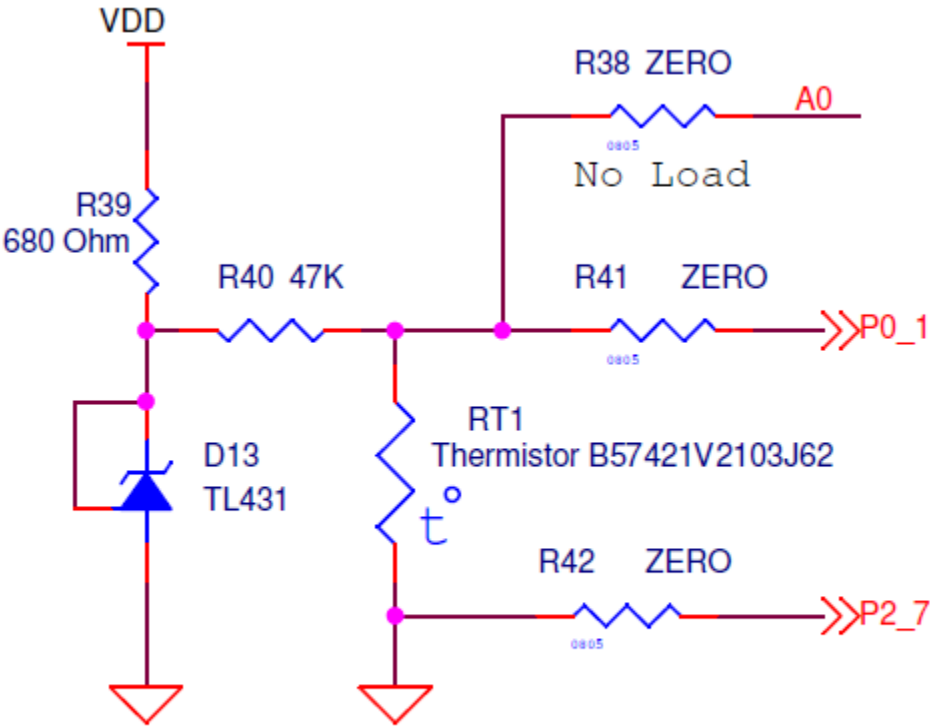 VDD
R38 ZERO
A0
0805
No Load
R39
680 Ohm
R40 47K
R41 ZERO
P0_1
0805
RT1
Thermistor B57421V2103J62
t°
D13
TL431
R42 ZERO
P2_7
0805